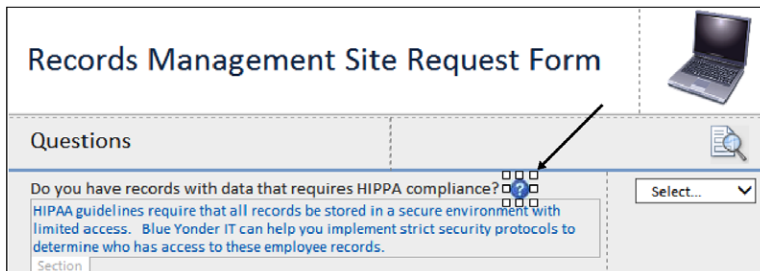 Records Management Site Request Form
Questions
Do you have records with data that requires HIPPA compliance? ?
Select...
HIPAA guidelines require that all records be stored in a secure environment with
limited access. Blue Yonder IT can help you implement strict security protocols to
determine who has access to these employee records.
Section